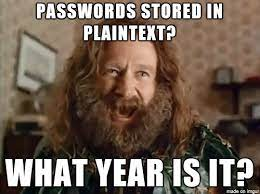 PASSWORDS STORED IN
PLAINTEXT?
WHAT YEAR IS IT?
made on imgur